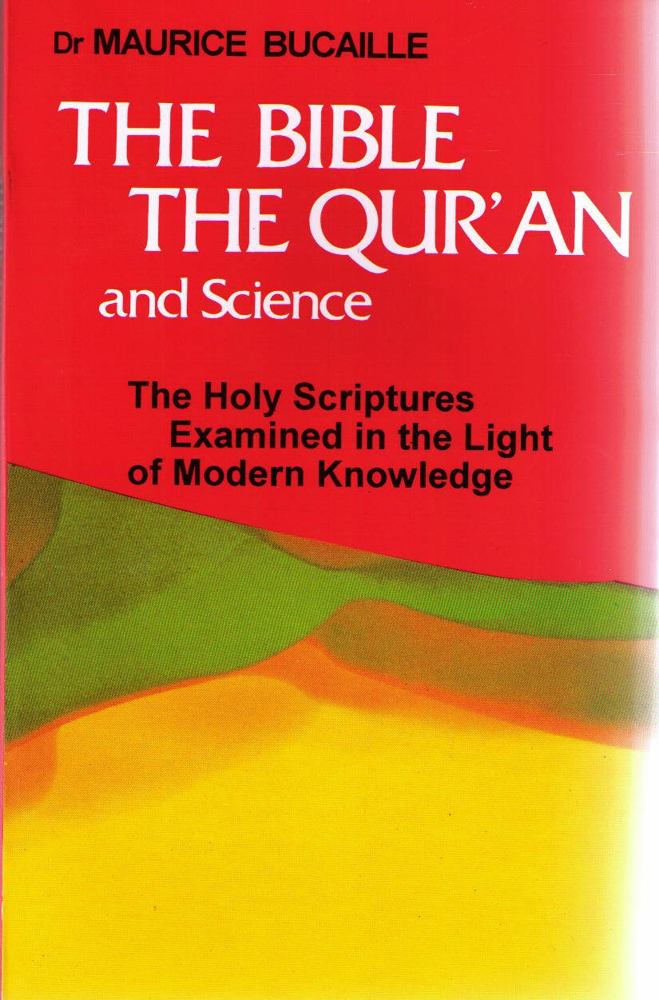 Dr MAURICE BUCAILLE
THE BIBLE
THE QUR'AN
and Science
The Holy Scriptures
Examined in the Light
of Modern Knowledge